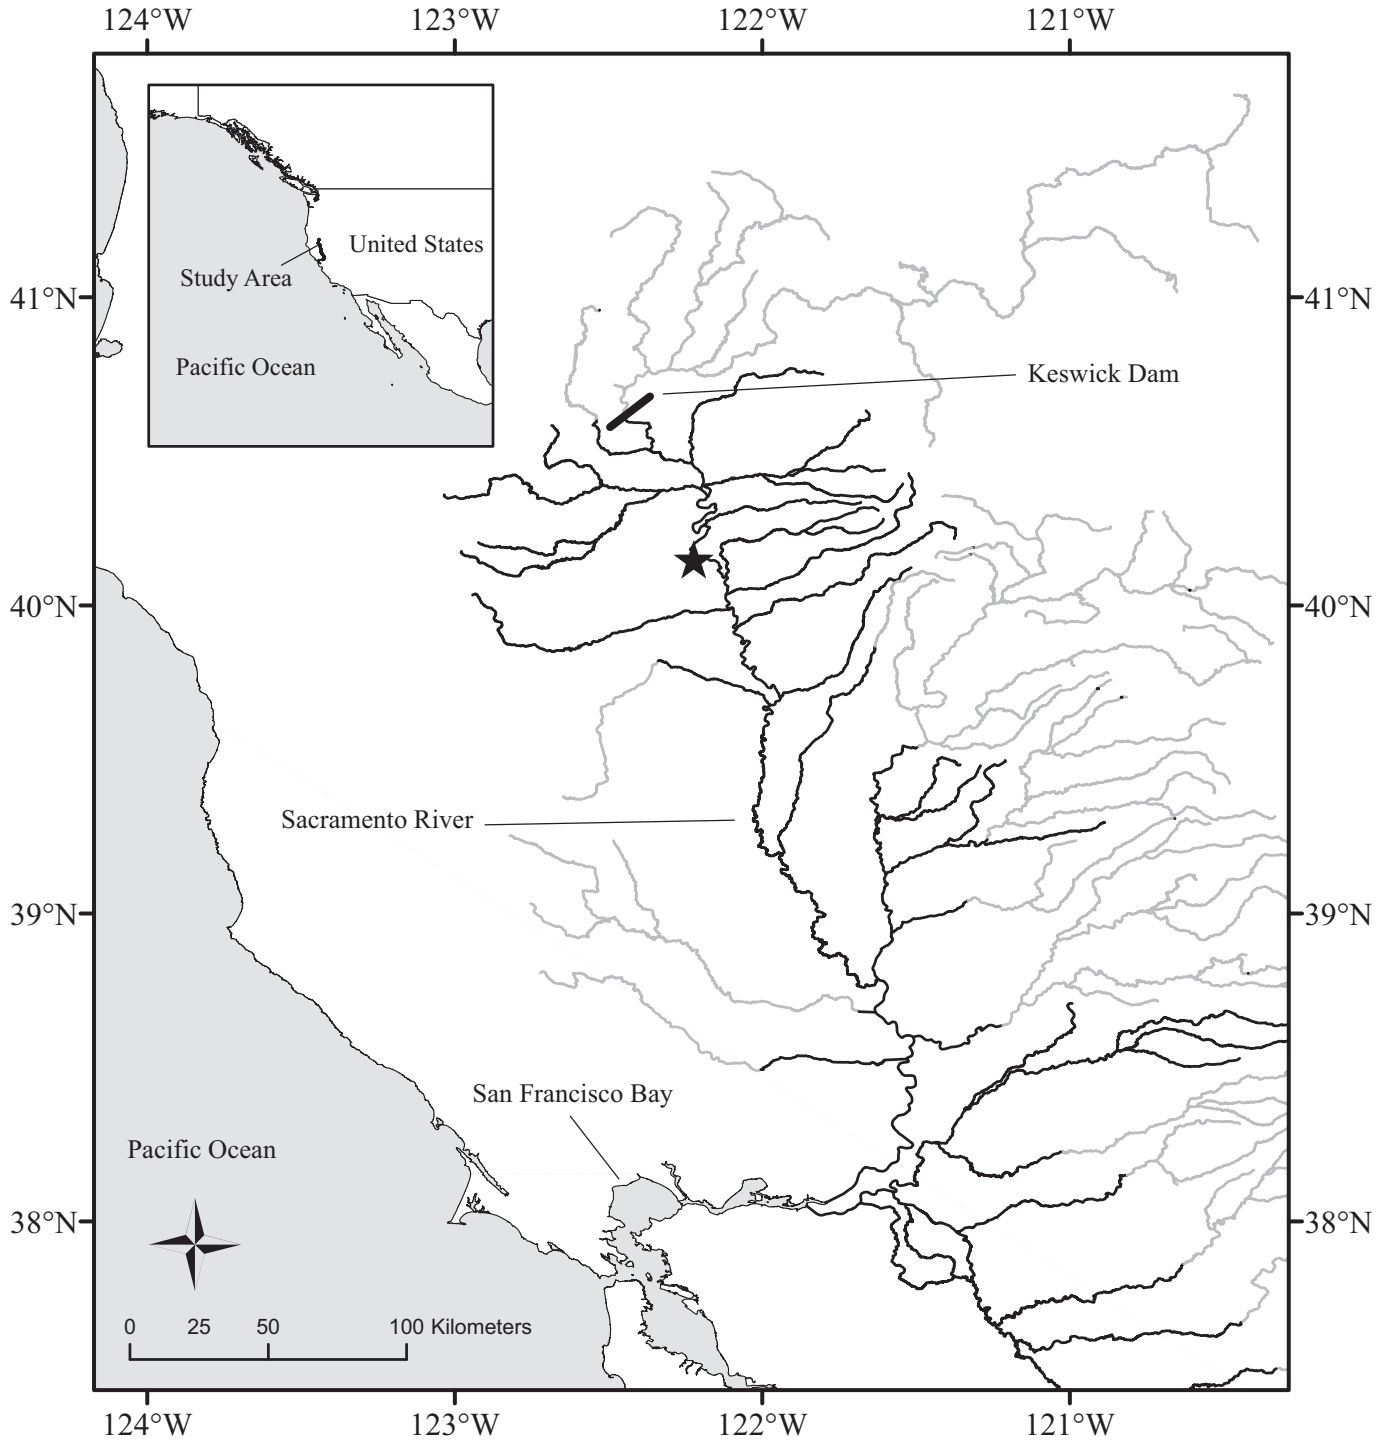 124°W 123°W 122°W 121°W
United States
Study Area
41°N 41°N
Pacific Ocean
Keswick Dam
40°N 40°N
Sacramento River
39°N 39°N
San Francisco Bay
Pacific Ocean
38°N 38°N
0 25 50 100 Kilometers
124°W 123°W 122°W 121°W